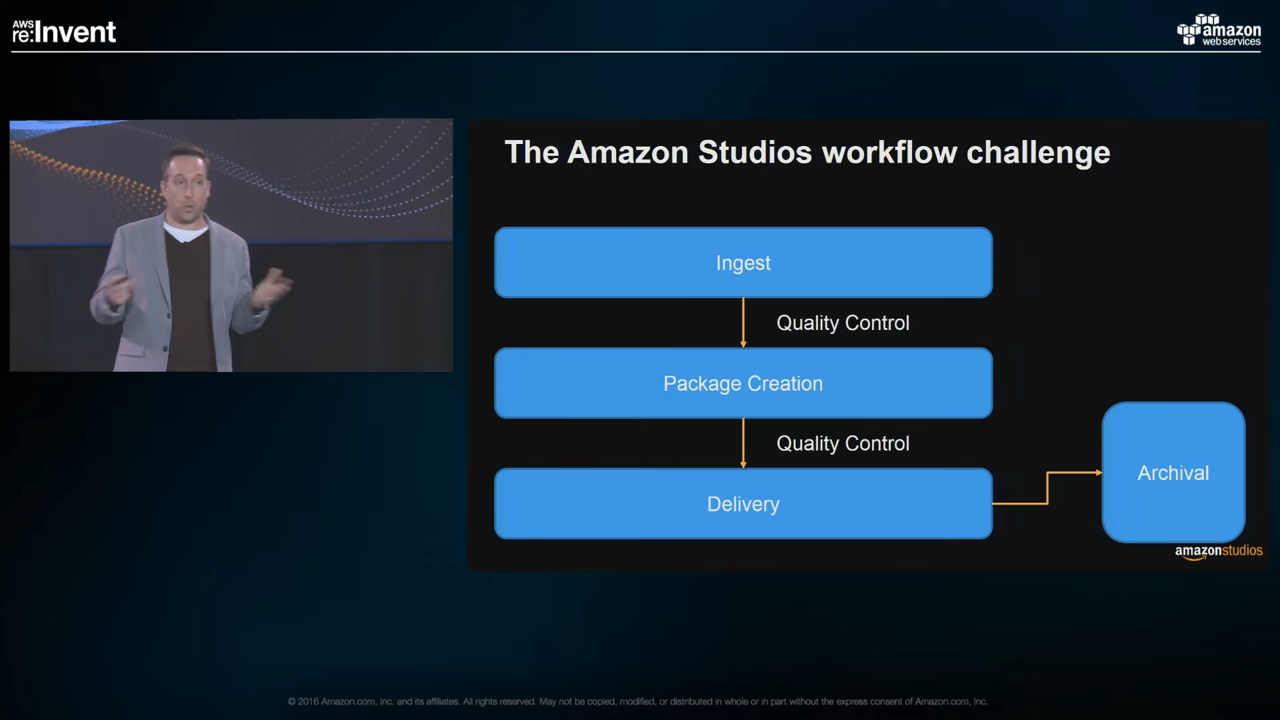 AWS
re:Invent
amazon
web services
The Amazon Studios workflow challenge
Ingest
Quality Control
Package Creation
Quality Control
Delivery
Archival
amazonstudios
© 2016 Amazon.com, Inc. and its affiliates. All rights reserved. May not be copied, modified, or distributed in whole or in part without the express consent of Amazon.com, Inc.